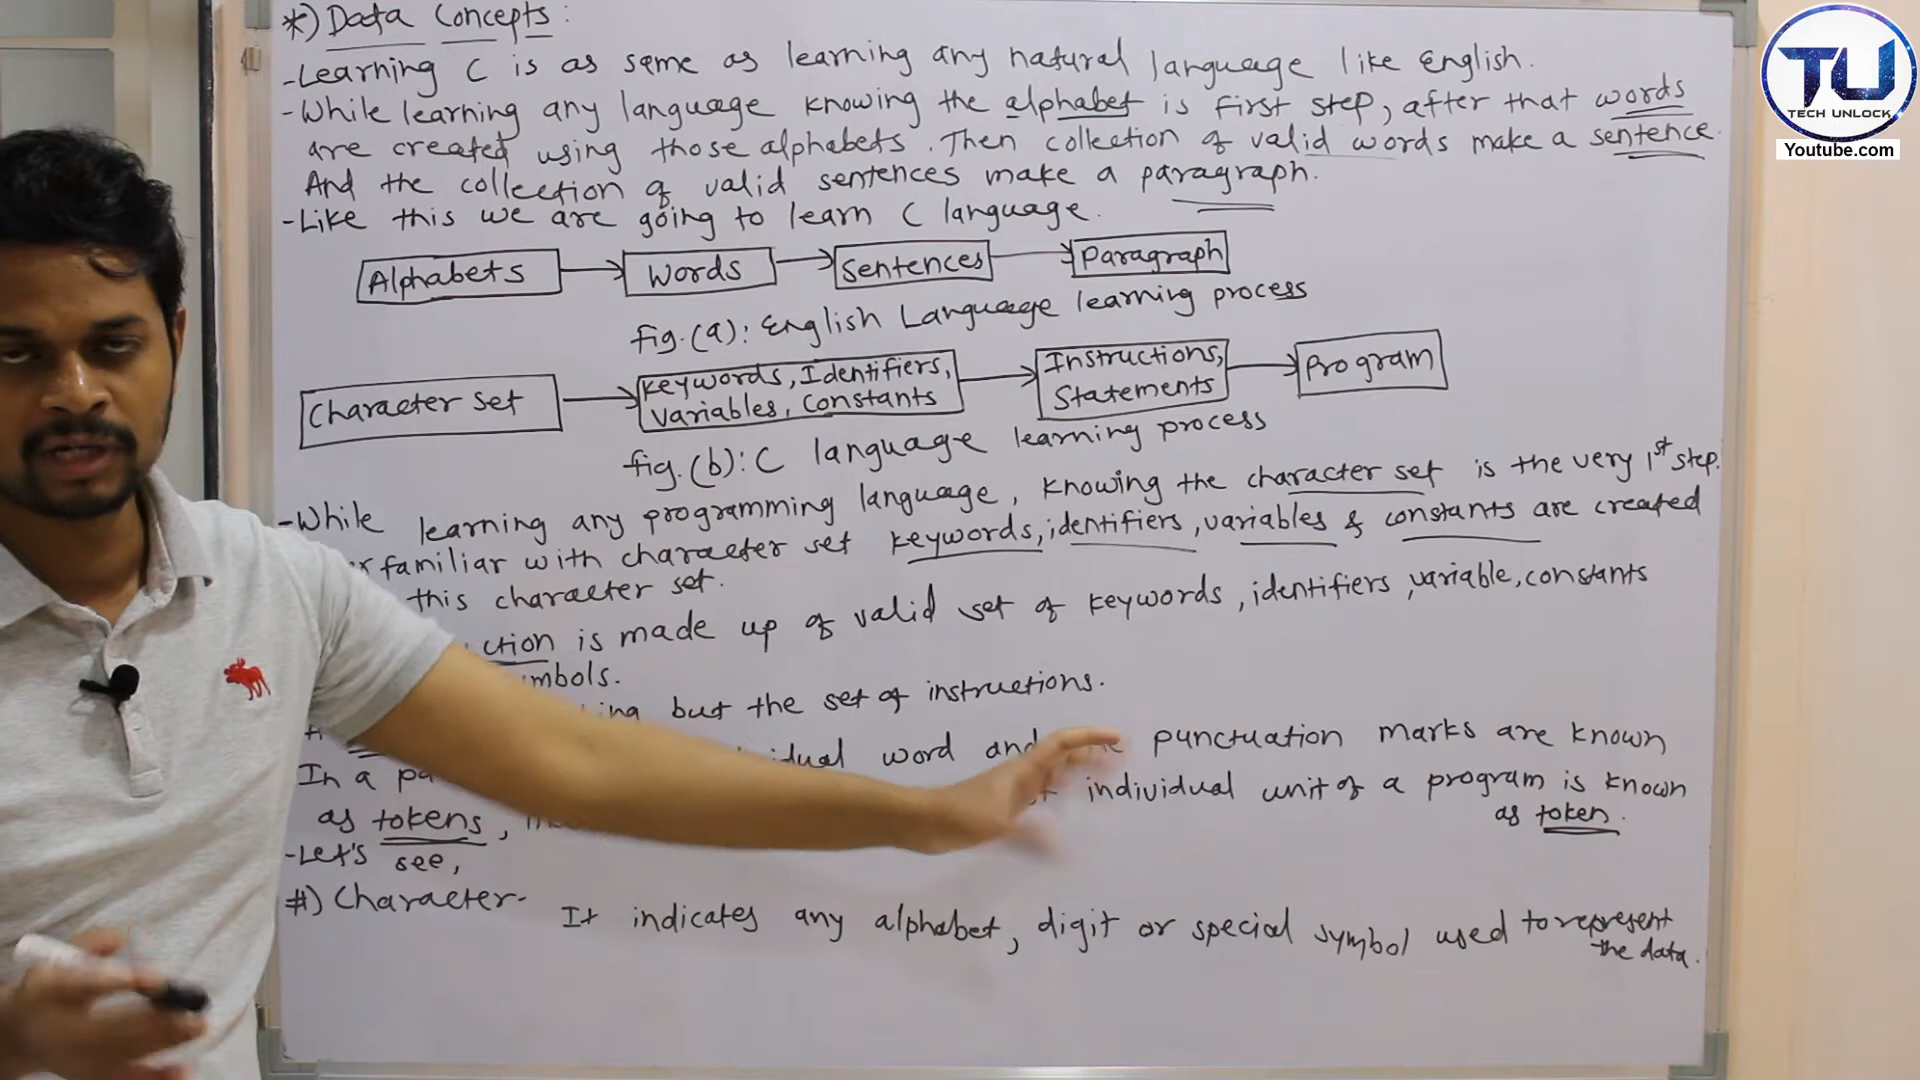 *) Data Concepts:
-Learning C is as same as learning any natural language like English.
-While learning any language knowing the alphabet is first step, after that words
are created using those alphabets. Then collection of valid words make a sentence.
And the collection of valid sentences make a paragraph.
-Like this we are going to learn C language.
Alphabets Words Sentences Paragraph
fig.(a): English Language learning process
Character set Keywords, Identifiers, Variables, Constants Instructions, Statements Program
fig.(b): C language learning process
-While learning any programming language, knowing the character set is the very 1st step.
familiar with character set keywords, identifiers, variables & constants are created
this character set.
ction is made up of valid set of keywords, identifiers, variable, constants
mbols.
but the set of instructions.
In a word and punctuation marks are known
as tokens, individual unit of a program is known
as token.
-Let's see,
#) Character- It indicates any alphabet, digit or special symbol used to represent
the data.
TU
TECH UNLOCK
Youtube.com